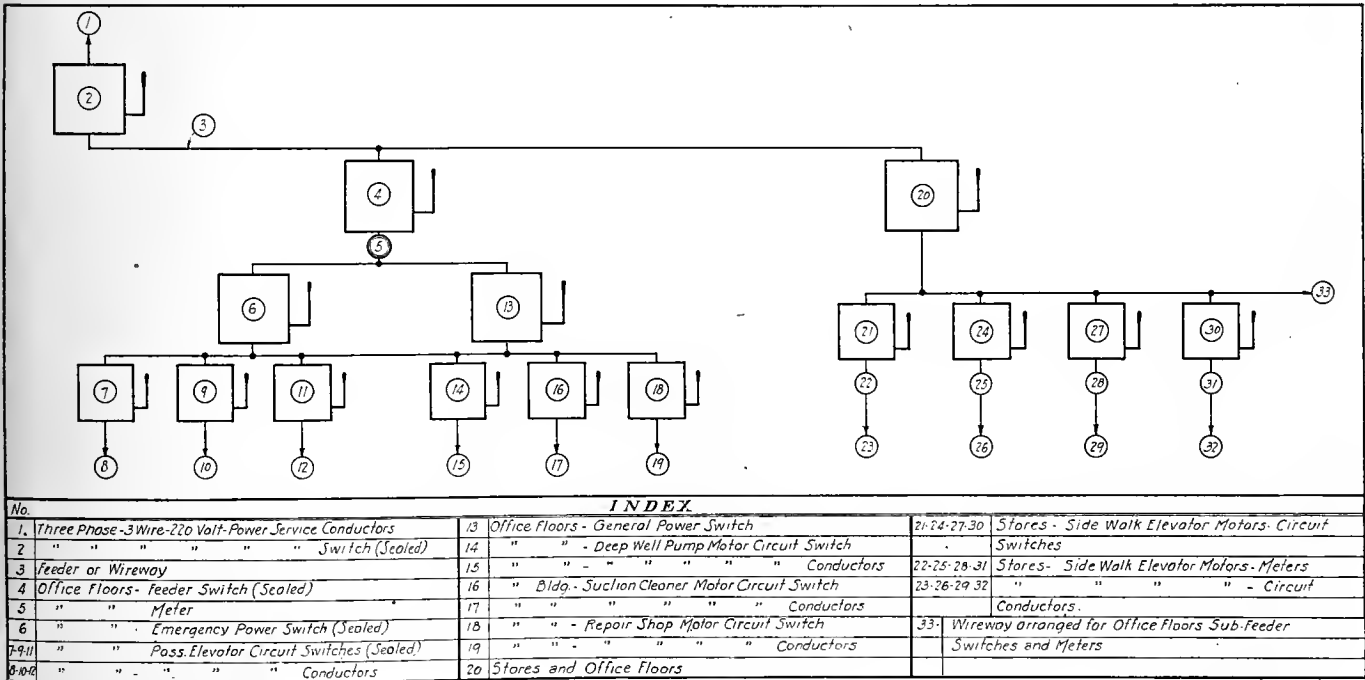 1
2
3
4
20
5
6
13
33
21
24
27
30
7
9
11
14
16
18
22
25
28
31
8
10
12
15
17
19
23
26
29
32
No. INDEX
1. Three Phase-3 Wire-220 Volt-Power Service Conductors
2 " " " " " " Switch (Sealed)
3 Feeder or Wireway
4 Office Floors- Feeder Switch (Sealed)
5 " " Meter
6 " " - Emergency Power Switch (Sealed)
7-9-11 " " Pass. Elevator Circuit Switches (Sealed)
8-10-12 " " - " " " Conductors
13 Office Floors - General Power Switch
14 " " - Deep Well Pump Motor Circuit Switch
15 " " - " " " " " Conductors
16 " Bldg.- Suction Cleaner Motor Circuit Switch
17 " " " " " " Conductors
18 " " - Repair Shop Motor Circuit Switch
19 " " - " " " " Conductors
20 Stores and Office Floors
21-24-27-30 Stores - Side Walk Elevator Motors- Circuit
Switches
22-25-28-31 Stores- Side Walk Elevator Motors- Meters
23-26-29 32 " " " " - Circuit
Conductors.
33- Wireway arranged for Office Floors Sub-Feeder
Switches and Meters